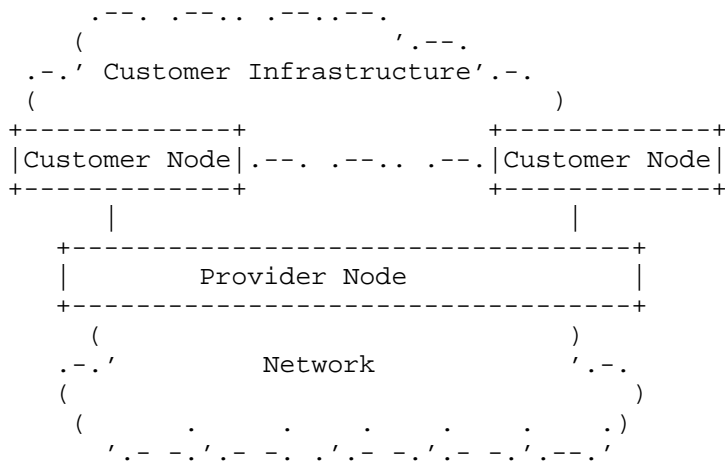 Customer Infrastructure
Customer Node Customer Node
Provider Node
Network